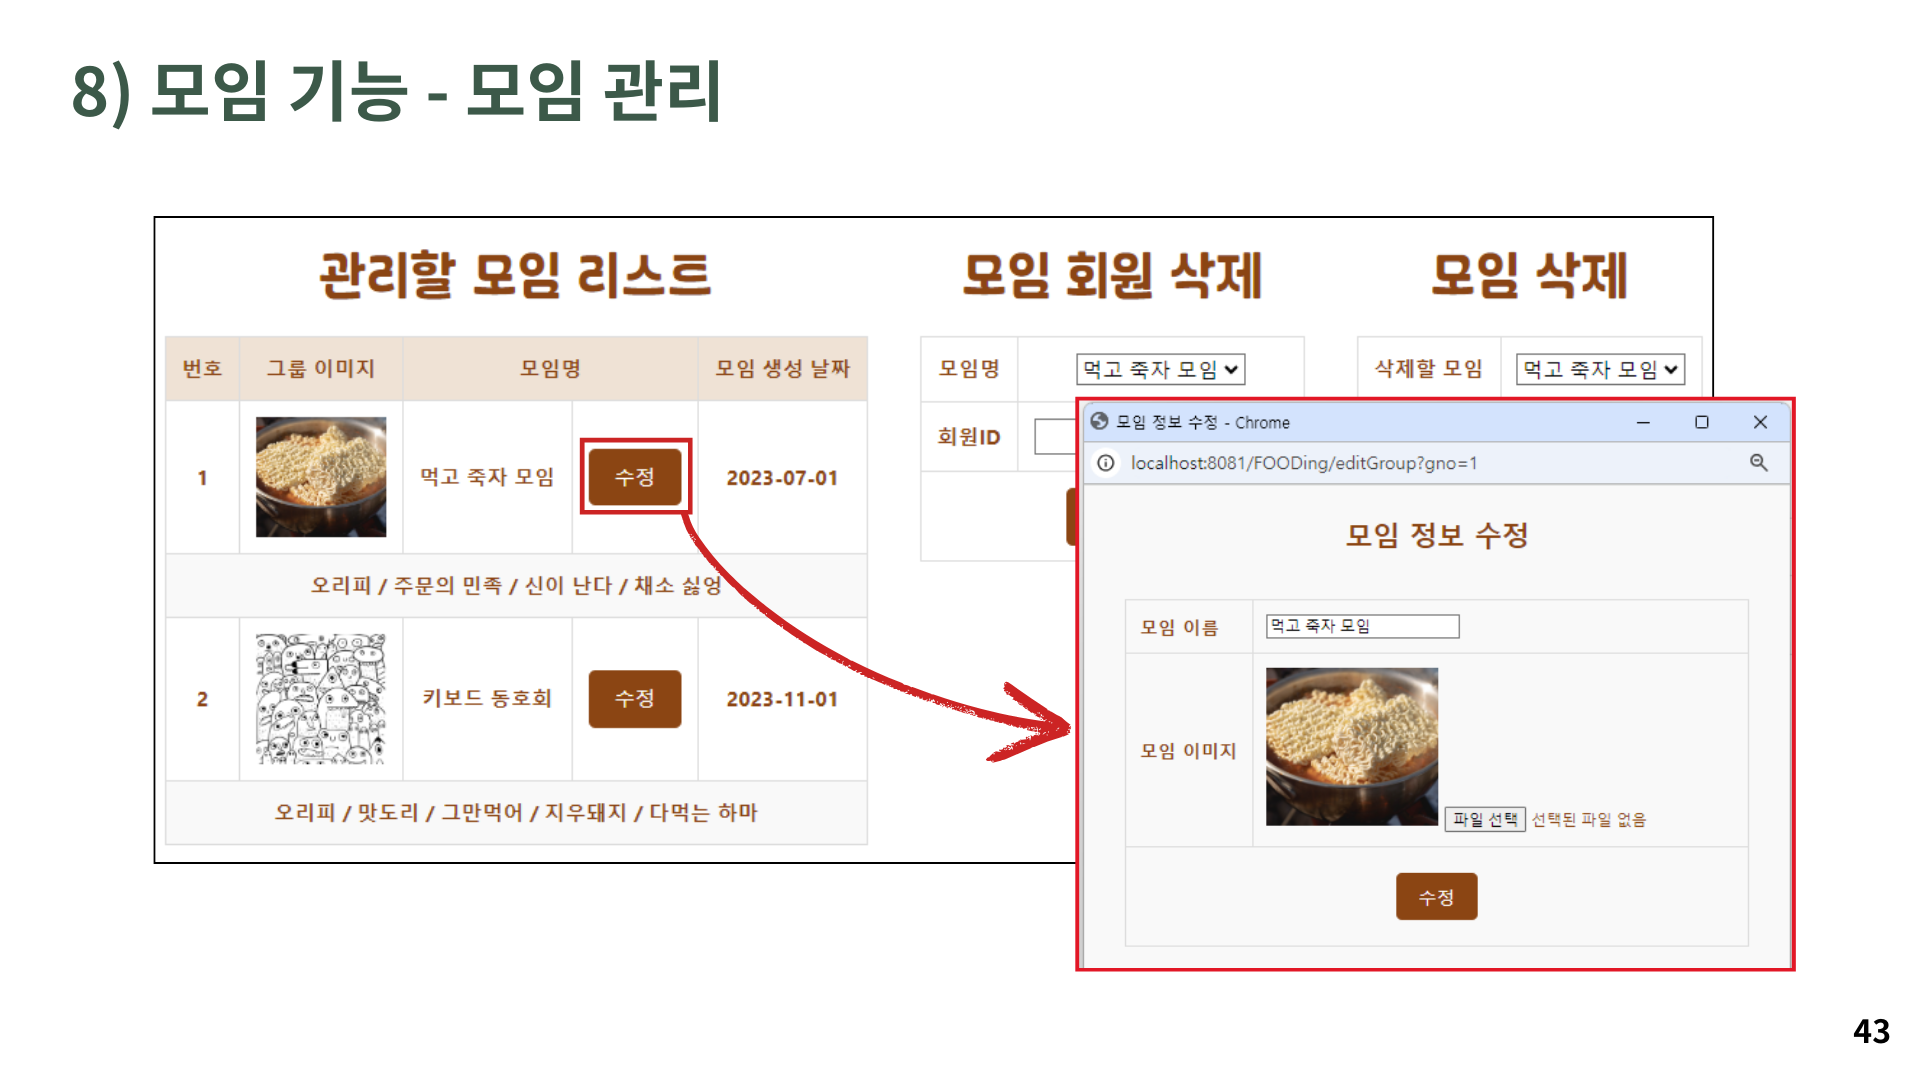 8) 모임 기능 - 모임 관리
관리할 모임 리스트
번호 그룹 이미지 모임명 모임 생성 날짜
1 먹고 죽자 모임 수정 2023-07-01
오리피 / 주문의 민족 / 신이 난다 / 채소 싫엉
2 키보드 동호회 수정 2023-11-01
오리피 / 맛도리 / 그만먹어 / 지우돼지 / 다먹는 하마
모임 회원 삭제
모임명 먹고 죽자 모임
회원ID
모임 삭제
삭제할 모임 먹고 죽자 모임
모임 정보 수정 - Chrome
localhost:8081/FOODing/editGroup?gno=1
모임 정보 수정
모임 이름 먹고 죽자 모임
모임 이미지 파일 선택 선택된 파일 없음
수정
43